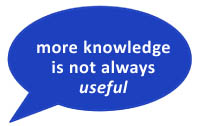 more knowledge
is not always
useful